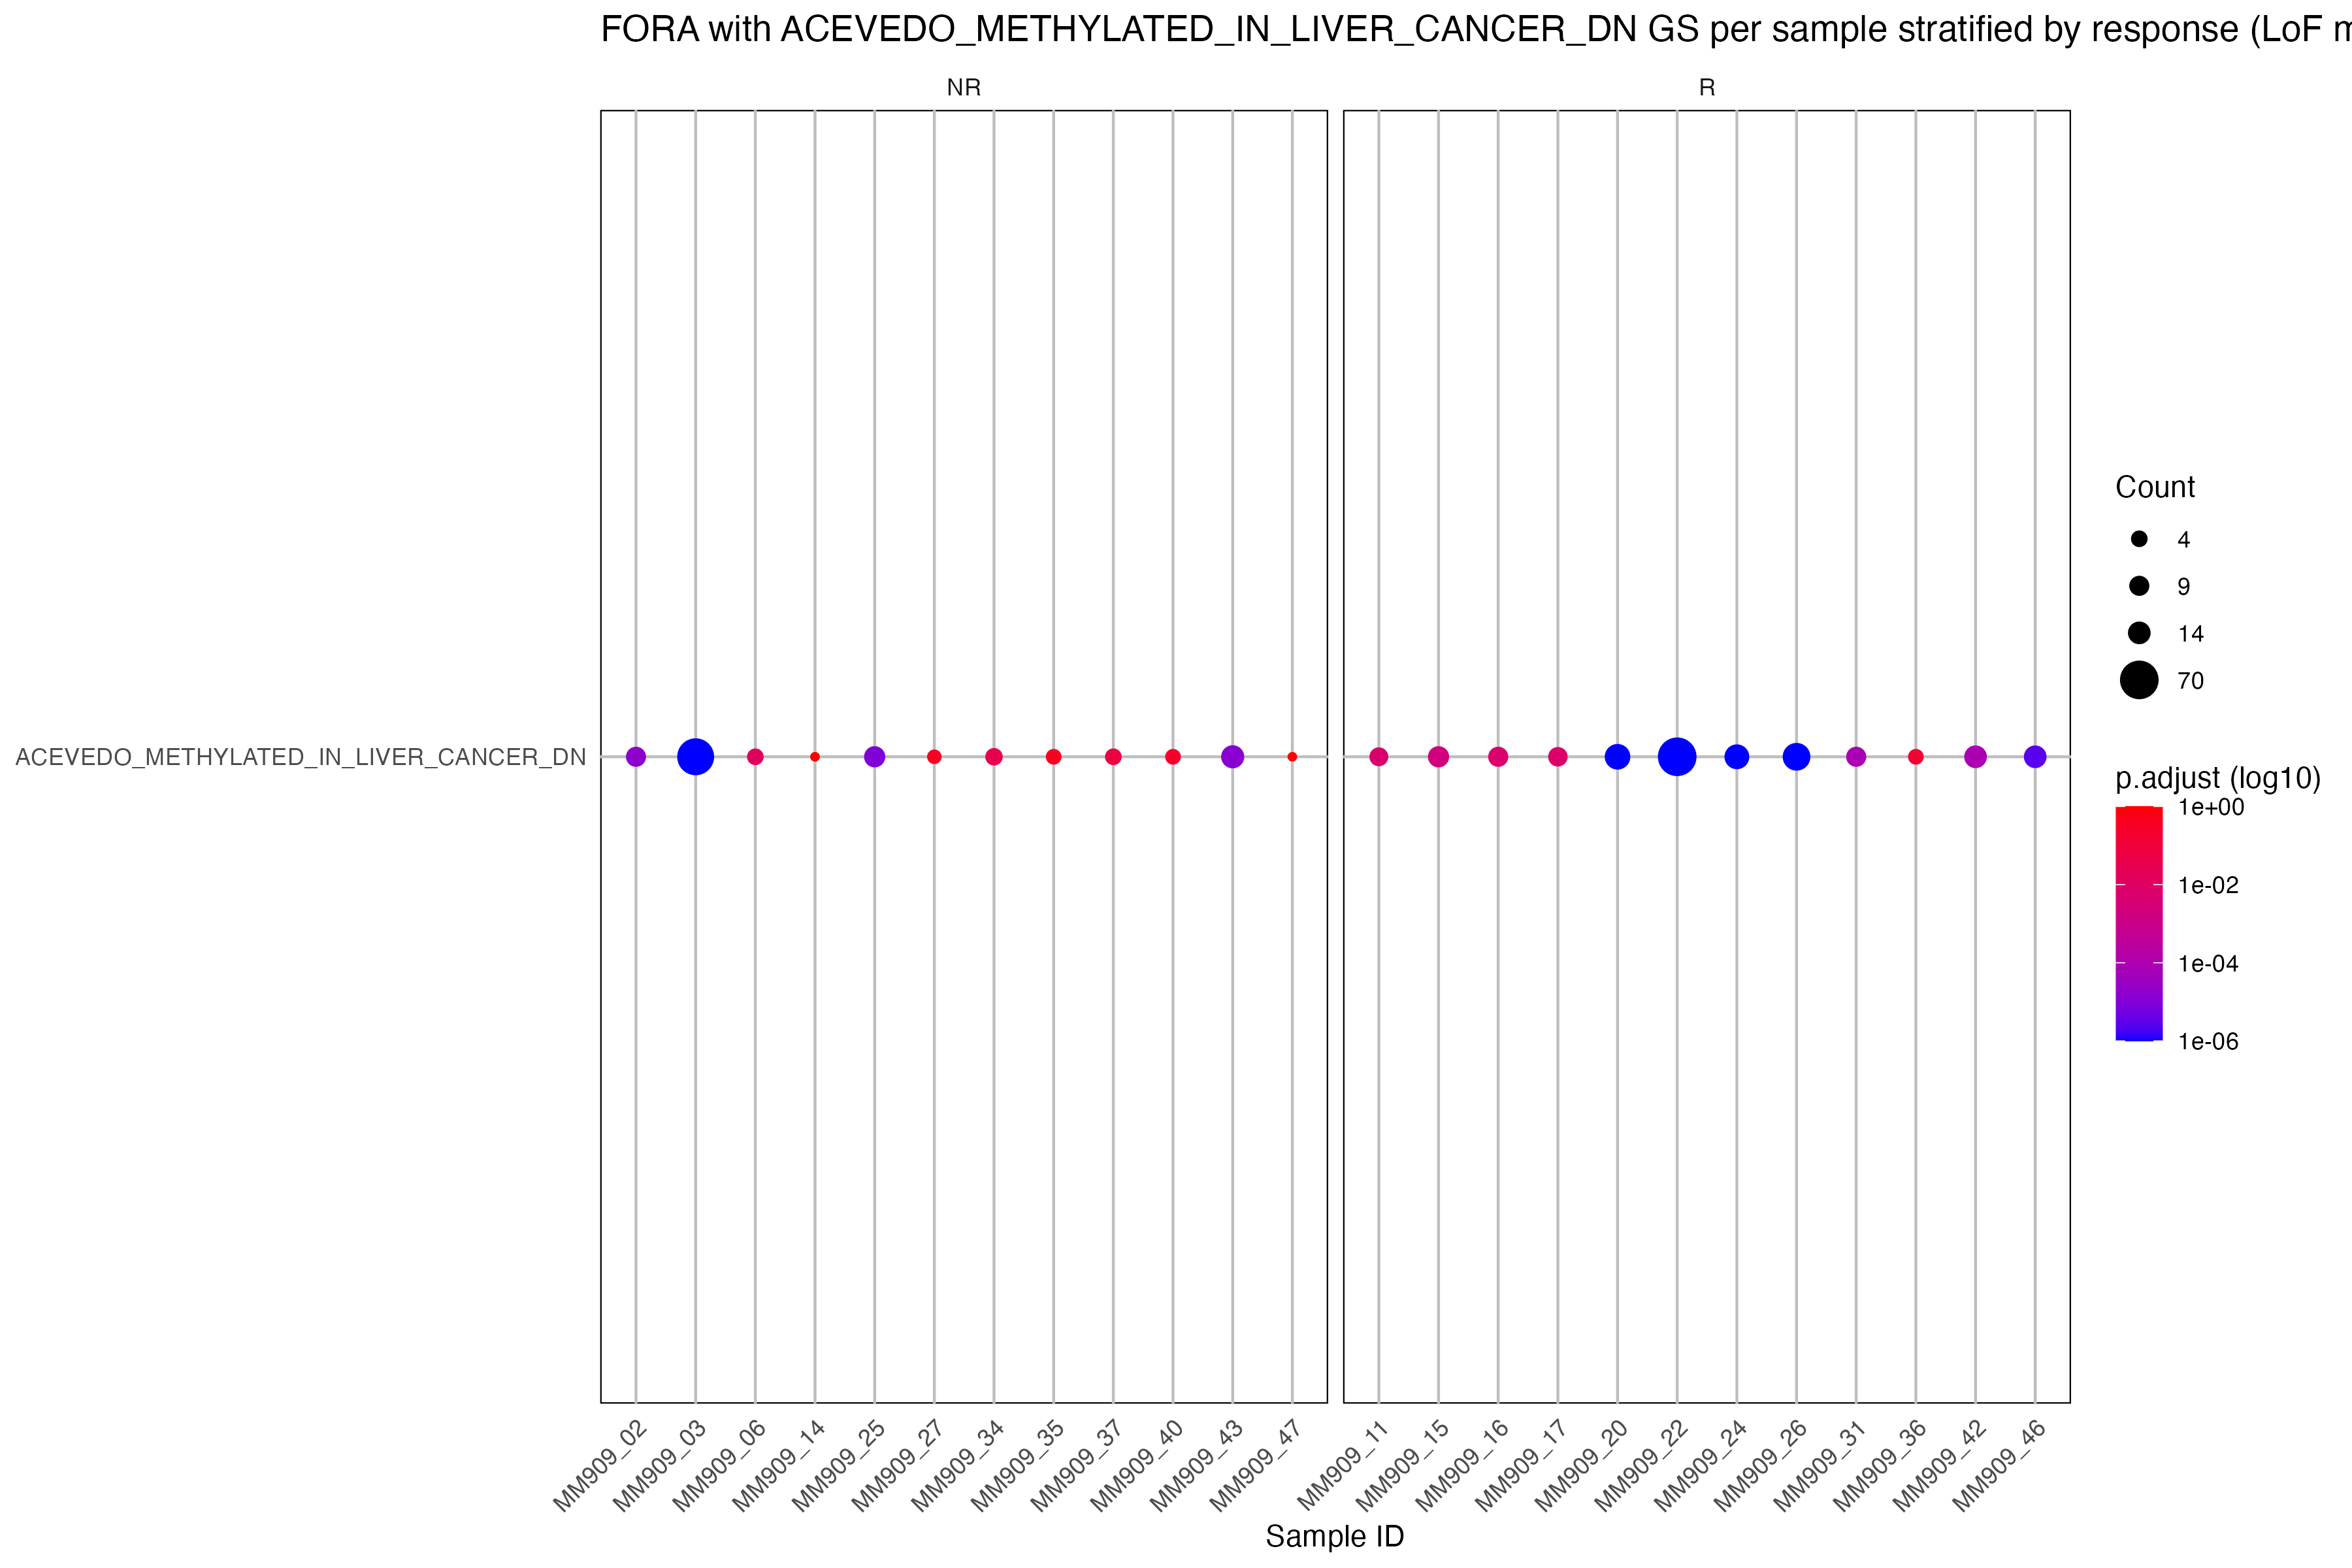 FORA with ACEVEDO_METHYLATED_IN_LIVER_CANCER_DN GS per sample stratified by response (LoF
NR
R
ACEVEDO_METHYLATED_IN_LIVER_CANCER_DN
MM909_02
MM909_03
MM909_06
MM909_14
MM909_25
MM909_27
MM909_34
MM909_35
MM909_37
MM909_40
MM909_43
MM909_47
MM909_11
MM909_15
MM909_16
MM909_17
MM909_20
MM909_22
MM909_24
MM909_26
MM909_31
MM909_36
MM909_42
MM909_46
Sample ID
Count
4
9
14
70
p.adjust (log10)
1e+00
1e-02
1e-04
1e-06